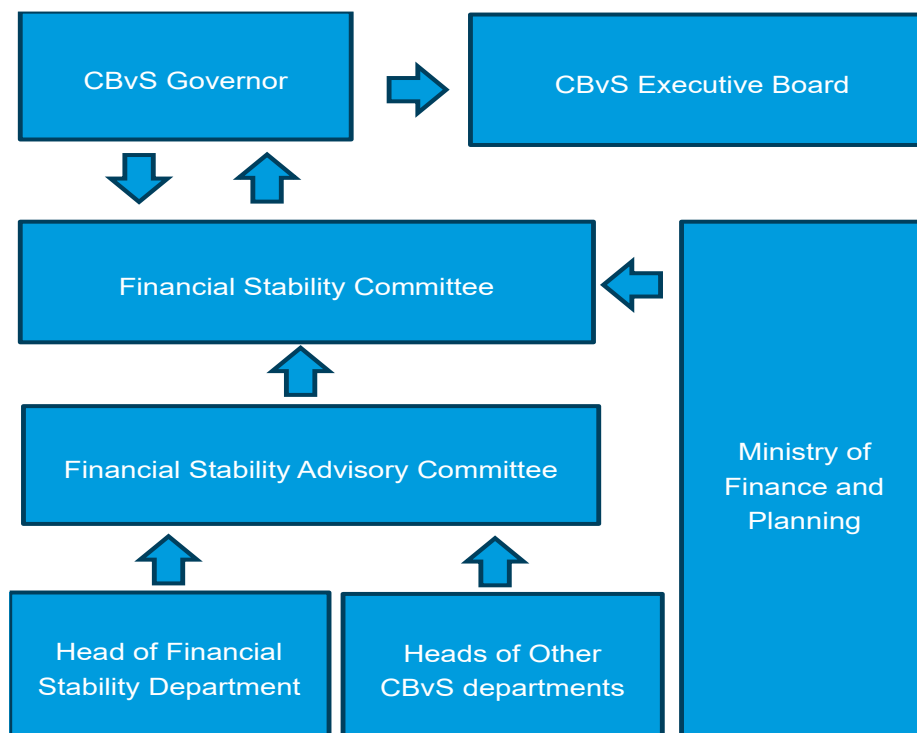 CBvS Governor
CBvS Executive Board
Financial Stability Committee
Financial Stability Advisory Committee
Ministry of
Finance and
Planning
Head of Financial
Stability Department
Heads of Other
CBvS departments